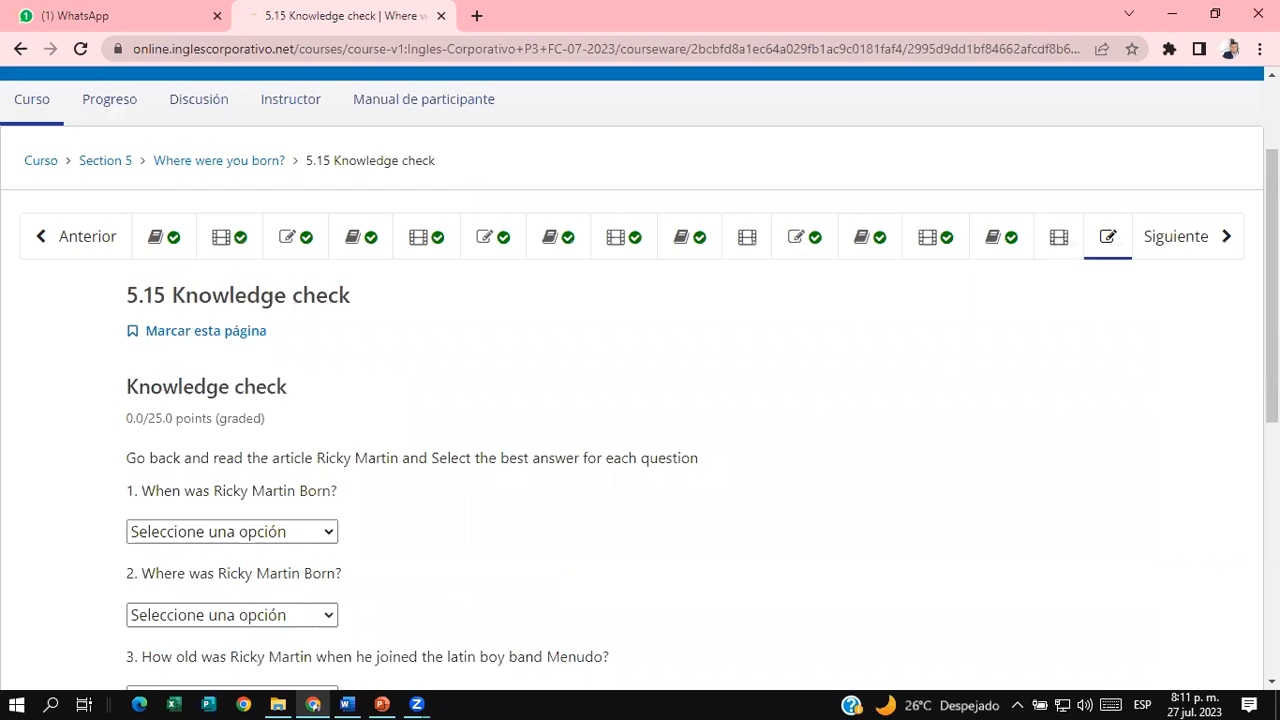 (1) WhatsApp
5.15 Knowledge check | Where w
online.inglescorporativo.net/courses/course-v1:Ingles-Corporativo+P3+FC-07-2023/courseware/2bcbfd8a1ec64a029fb1ac9c0181faf4/2995d9dd1bf84662afcdf8b6...
Curso Progreso Discusión Instructor Manual de participante
Curso > Section 5 > Where were you born? > 5.15 Knowledge check
Anterior Siguiente
5.15 Knowledge check
Marcar esta página
Knowledge check
0.0/25.0 points (graded)
Go back and read the article Ricky Martin and Select the best answer for each question
1. When was Ricky Martin Born?
Seleccione una opción
2. Where was Ricky Martin Born?
Seleccione una opción
3. How old was Ricky Martin when he joined the latin boy band Menudo?
26°C Despejado ESP 8:11 p. m.
27 jul. 2023